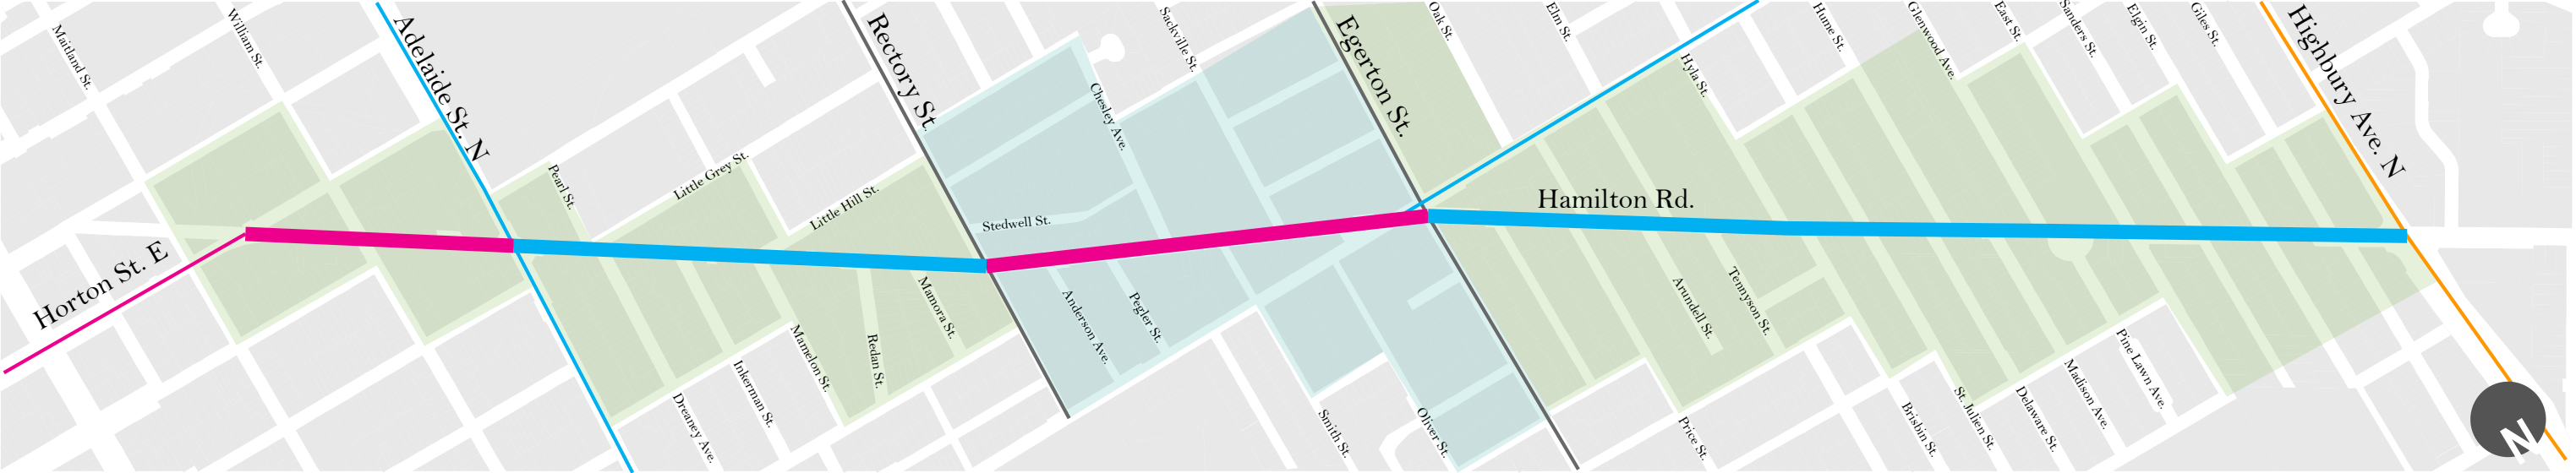 Maitland St.
William St.
Adelaide St. N
Rectory St.
Sackville St.
Chesley Ave.
Egerton St.
Oak St.
Elm St.
Hyla St.
Hume St.
Glenwood Ave.
East St.
Sanders St.
Elgin St.
Giles St.
Highbury Ave. N
Pearl St.
Little Grey St.
Little Hill St.
Stedwell St.
Hamilton Rd.
Horton St. E
Dreaney Ave.
Inkerman St.
Mamelon St.
Redan St.
Mamora St.
Anderson Ave.
Pegler St.
Smith St.
Oliver St.
Arundell St.
Tennyson St.
Price St.
Brisbin St.
St. Julien St.
Delaware St.
Madison Ave.
Pine Lawn Ave.
N